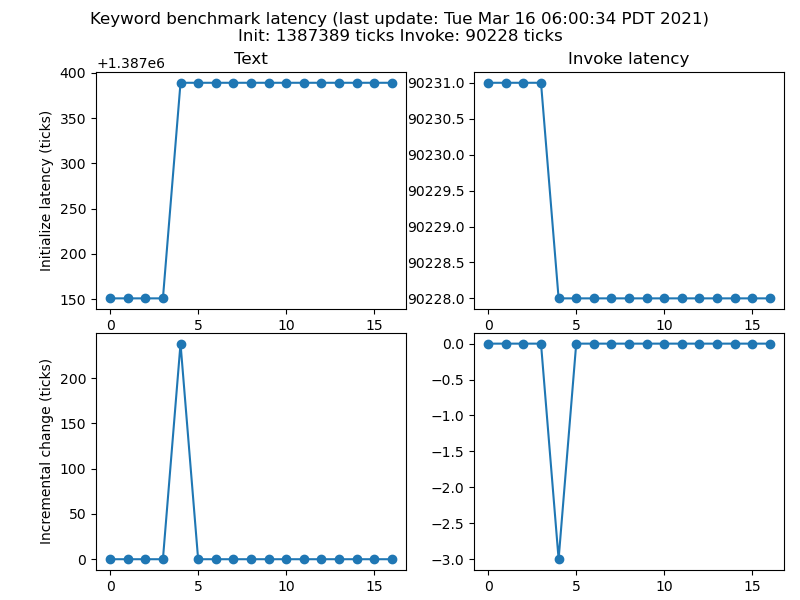 Keyword benchmark latency (last update: Tue Mar 16 06:00:34 PDT 2021)
Init: 1387389 ticks Invoke: 90228 ticks
Text
Invoke latency
+1.387e6
Initialize latency (ticks)
400
350
300
250
200
150
0 5 10 15
90231.0
90230.5
90230.0
90229.5
90229.0
90228.5
90228.0
0 5 10 15
Incremental change (ticks)
200
150
100
50
0
0 5 10 15
0.0
−0.5
−1.0
−1.5
−2.0
−2.5
−3.0
0 5 10 15